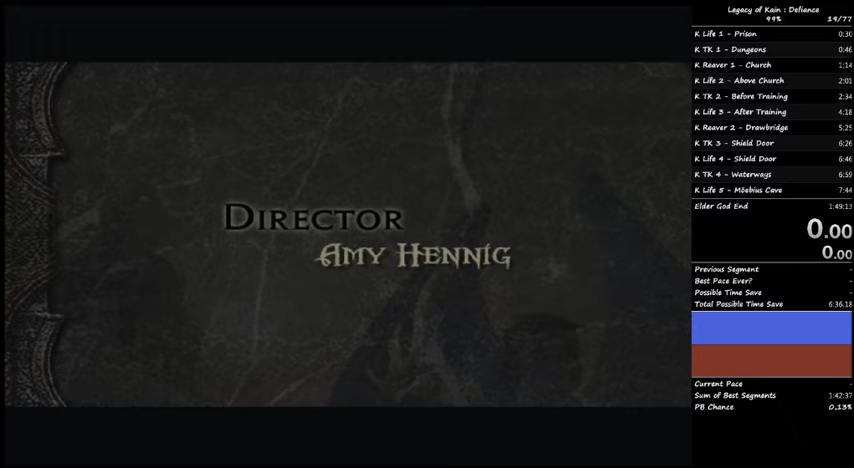 DIRECTOR
AMY HENNIG
Legacy of Kain : Defiance
99% 19/77
K Life 1 - Prison 0:30
K TK 1 - Dungeons 0:46
K Reaver 1 - Church 1:14
K Life 2 - Above Church 2:01
K TK 2 - Before Training 2:34
K Life 3 - After Training 4:18
K Reaver 2 - Drawbridge 5:25
K TK 3 - Shield Door 6:26
K Life 4 - Shield Door 6:46
K TK 4 - Waterways 6:59
K Life 5 - Möebius Cave 7:44
Elder God End 1:49:13
0.00
0.00
Previous Segment -
Best Pace Ever? -
Possible Time Save -
Total Possible Time Save 6:36.18
Current Pace -
Sum of Best Segments 1:42:37
PB Chance 0.13%